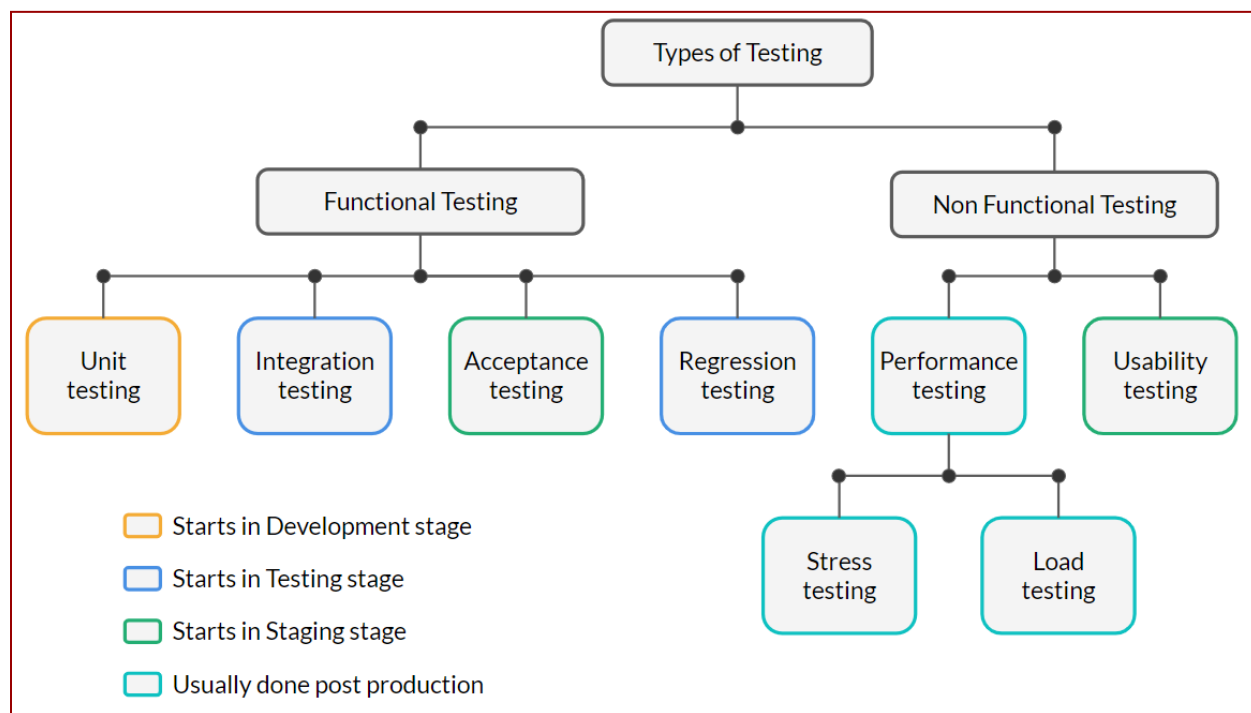 Types of Testing
Functional Testing
Non Functional Testing
Unit
testing
Integration
testing
Acceptance
testing
Regression
testing
Performance
testing
Usability
testing
Stress
testing
Load
testing
Starts in Development stage
Starts in Testing stage
Starts in Staging stage
Usually done post production